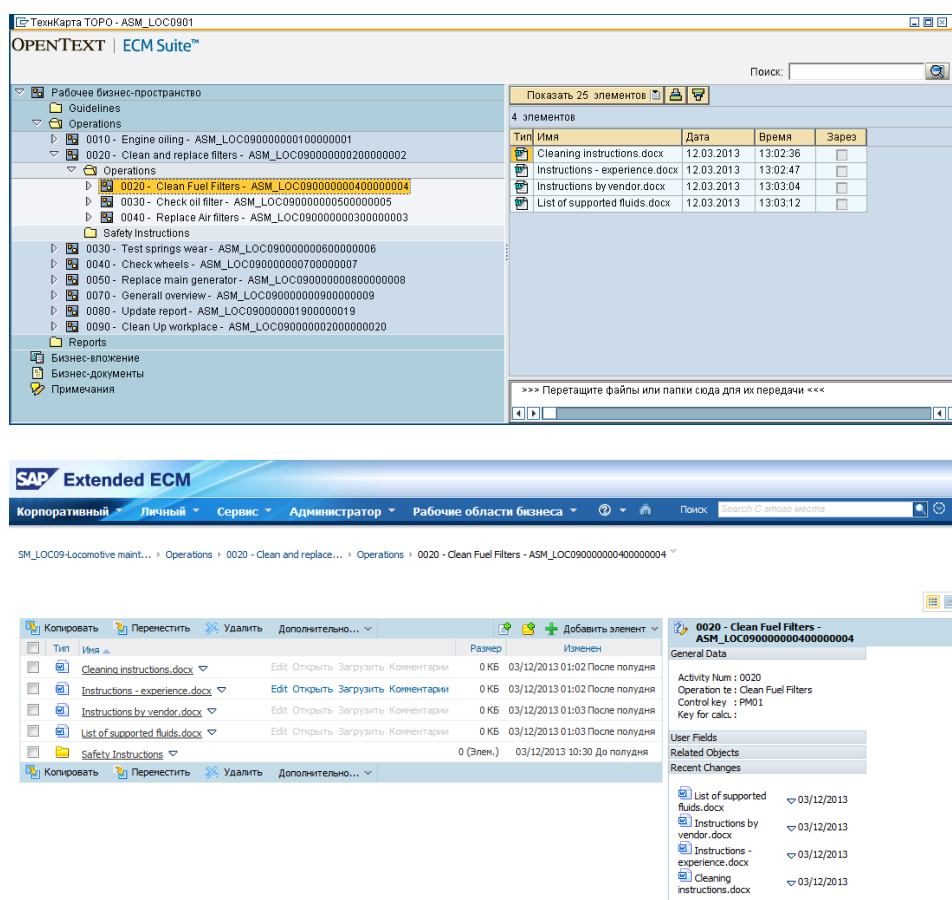 ТехнКарта ТОРО - ASM_LOC0901
OPENTEXT | ECM Suite™
Поиск:
Рабочее бизнес-пространство
Guidelines
Operations
0010 - Engine oiling - ASM_LOC090000000100000001
0020 - Clean and replace filters - ASM_LOC090000000200000002
Operations
0020 - Clean Fuel Filters - ASM_LOC090000000400000004
0030 - Check oil filter - ASM_LOC090000000500000005
0040 - Replace Air filters - ASM_LOC090000000300000003
Safety Instructions
0030 - Test springs wear - ASM_LOC090000000600000006
0040 - Check wheels - ASM_LOC090000000700000007
0050 - Replace main generator - ASM_LOC090000000800000008
0070 - Generall overview - ASM_LOC090000000900000009
0080 - Update report - ASM_LOC090000001900000019
0090 - Clean Up workplace - ASM_LOC090000002000000020
Reports
Бизнес-вложение
Бизнес-документы
Примечания
Показать 25 элементов
4 элементов
Тип Имя Дата Время Зарез
Cleaning instructions.docx 12.03.2013 13:02:36
Instructions - experience.docx 12.03.2013 13:02:47
Instructions by vendor.docx 12.03.2013 13:03:04
List of supported fluids.docx 12.03.2013 13:03:12
>>> Перетащите файлы или папки сюда для их передачи <<<
SAP Extended ECM
Корпоративный Личный Сервис Администратор Рабочие области бизнеса Поиск Search С этого места
SM_LOC09-Locomotive maint... Operations 0020 - Clean and replace... Operations 0020 - Clean Fuel Filters - ASM_LOC090000000400000004
Копировать Переместить Удалить Дополнительно... Добавить элемент
Тип Имя Размер Изменен
Cleaning instructions.docx Edit Открыть Загрузить Комментарии 0 КБ 03/12/2013 01:02 После полудня
Instructions - experience.docx Edit Открыть Загрузить Комментарии 0 КБ 03/12/2013 01:02 После полудня
Instructions by vendor.docx Edit Открыть Загрузить Комментарии 0 КБ 03/12/2013 01:03 После полудня
List of supported fluids.docx Edit Открыть Загрузить Комментарии 0 КБ 03/12/2013 01:03 После полудня
Safety Instructions 0 (Элен.) 03/12/2013 10:30 До полудня
Копировать Переместить Удалить Дополнительно...
0020 - Clean Fuel Filters -
ASM_LOC090000000400000004
General Data
Activity Num : 0020
Operation te : Clean Fuel Filters
Control key : PM01
Key for calcu :
User Fields
Related Objects
Recent Changes
List of supported
fluids.docx 03/12/2013
Instructions by
vendor.docx 03/12/2013
Instructions -
experience.docx 03/12/2013
Cleaning
instructions.docx 03/12/2013